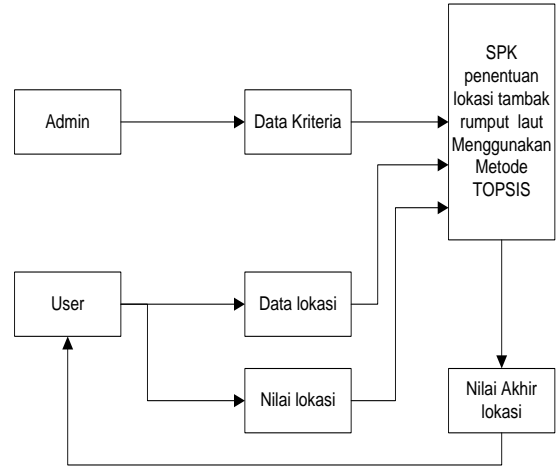 SPK
penentuan
lokasi tambak
rumput laut
Menggunakan
Metode
TOPSIS
Admin
Data Kriteria
User
Data lokasi
Nilai lokasi
Nilai Akhir
lokasi